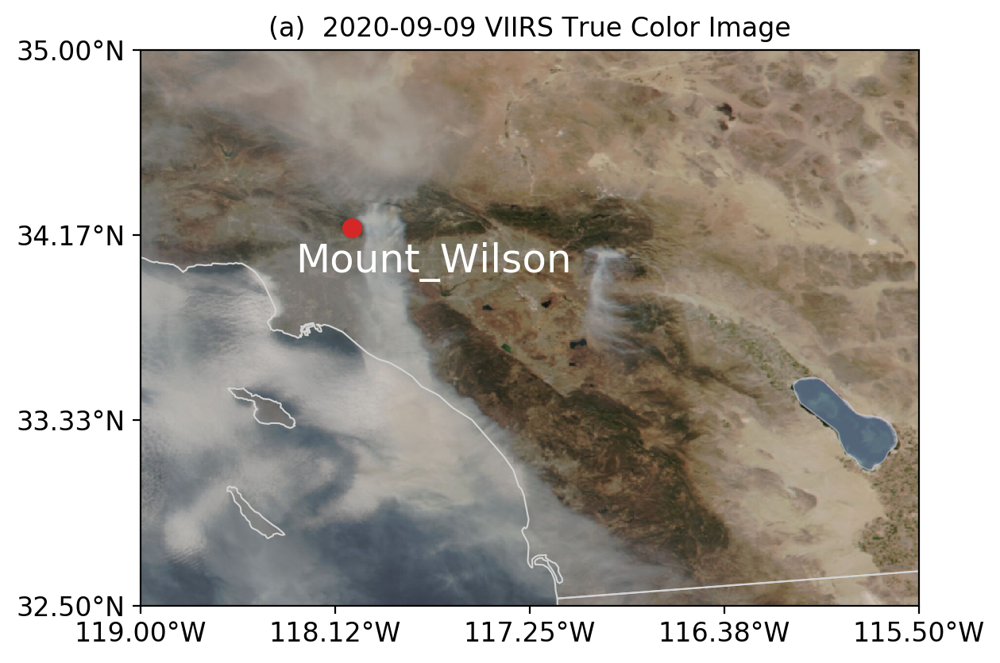 (a)  2020-09-09 VIIRS True Color Image
35.00°N
34.17°N
Mount_Wilson
33.33°N
32.50°N
119.00°W 118.12°W 117.25°W 116.38°W 115.50°W